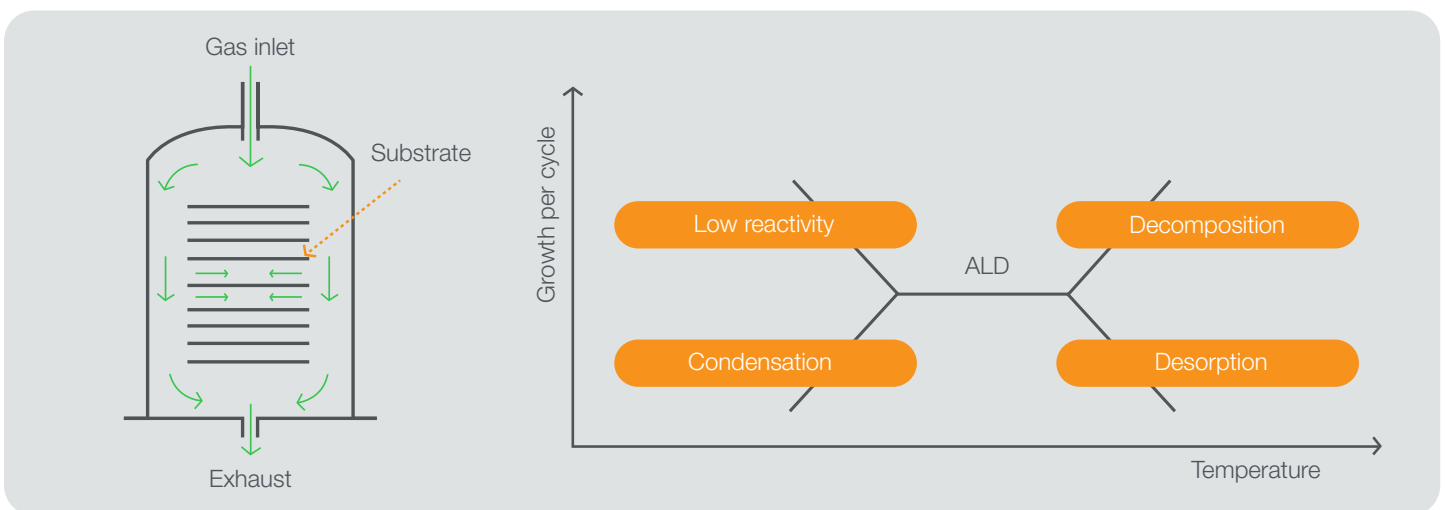 Gas inlet
Substrate
Exhaust
Growth per cycle
Low reactivity
Decomposition
ALD
Condensation
Desorption
Temperature